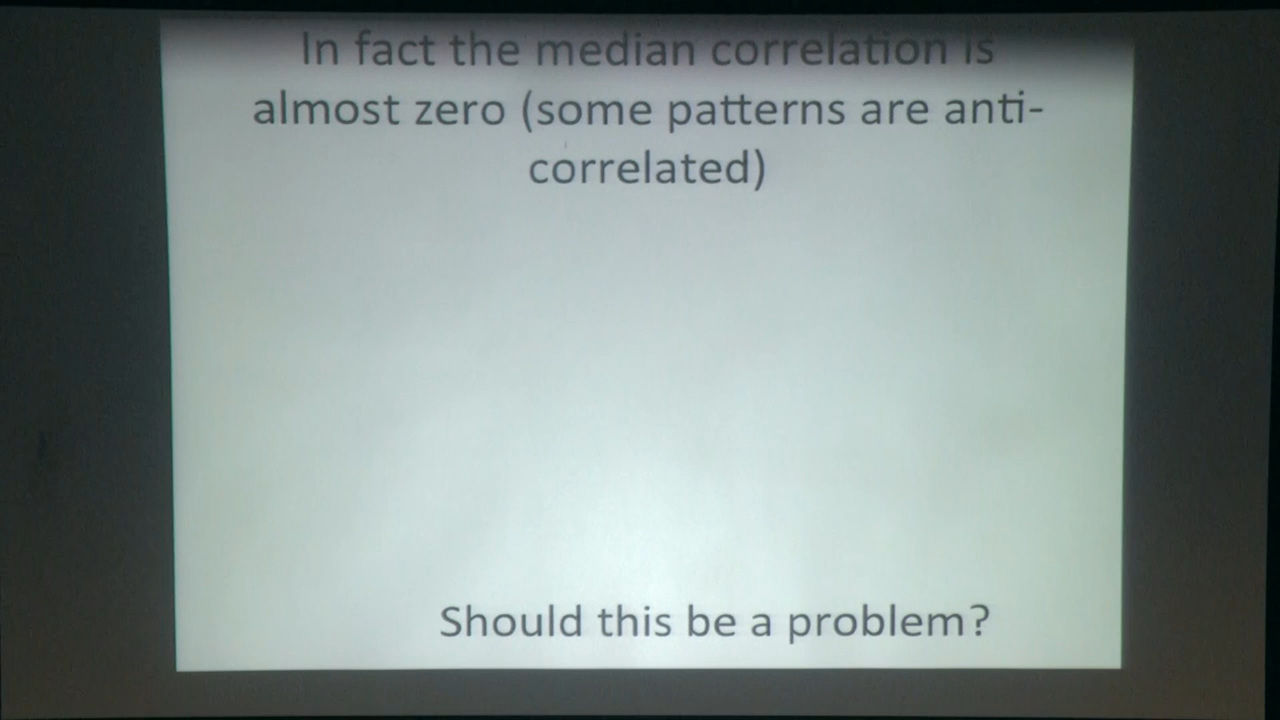 In fact the median correlation is
almost zero (some patterns are anti-
correlated)
Should this be a problem?